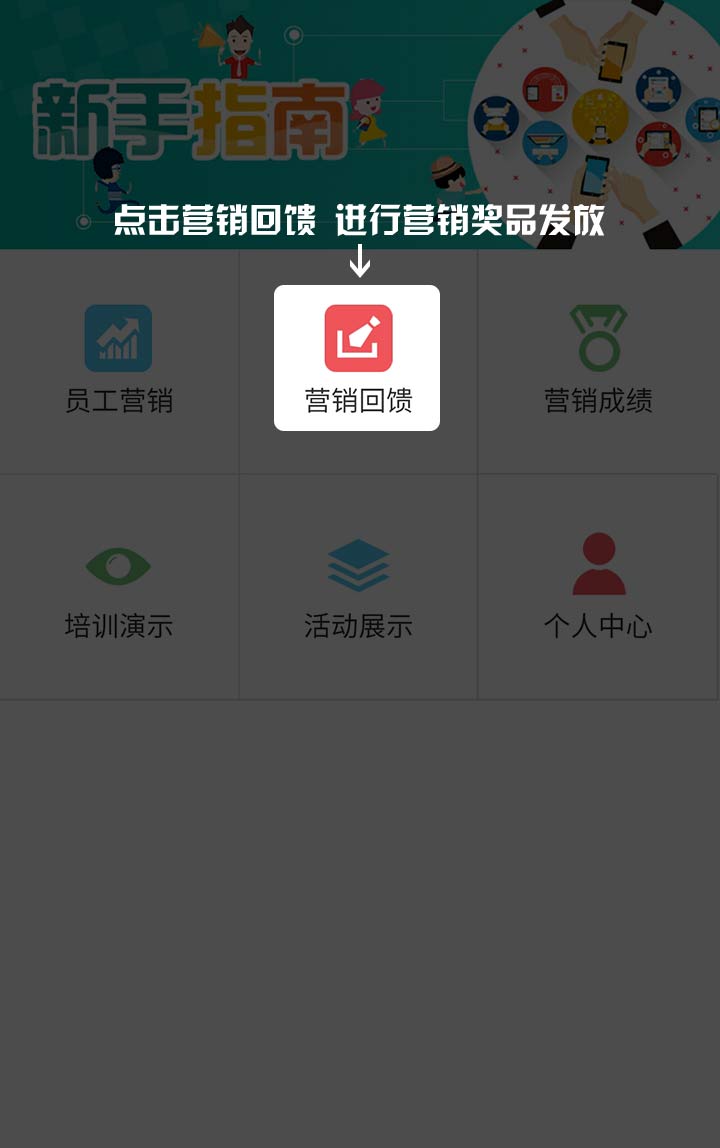 新手指南
点击营销回馈 进行营销奖品发放
员工营销
营销回馈
营销成绩
培训演示
活动展示
个人中心